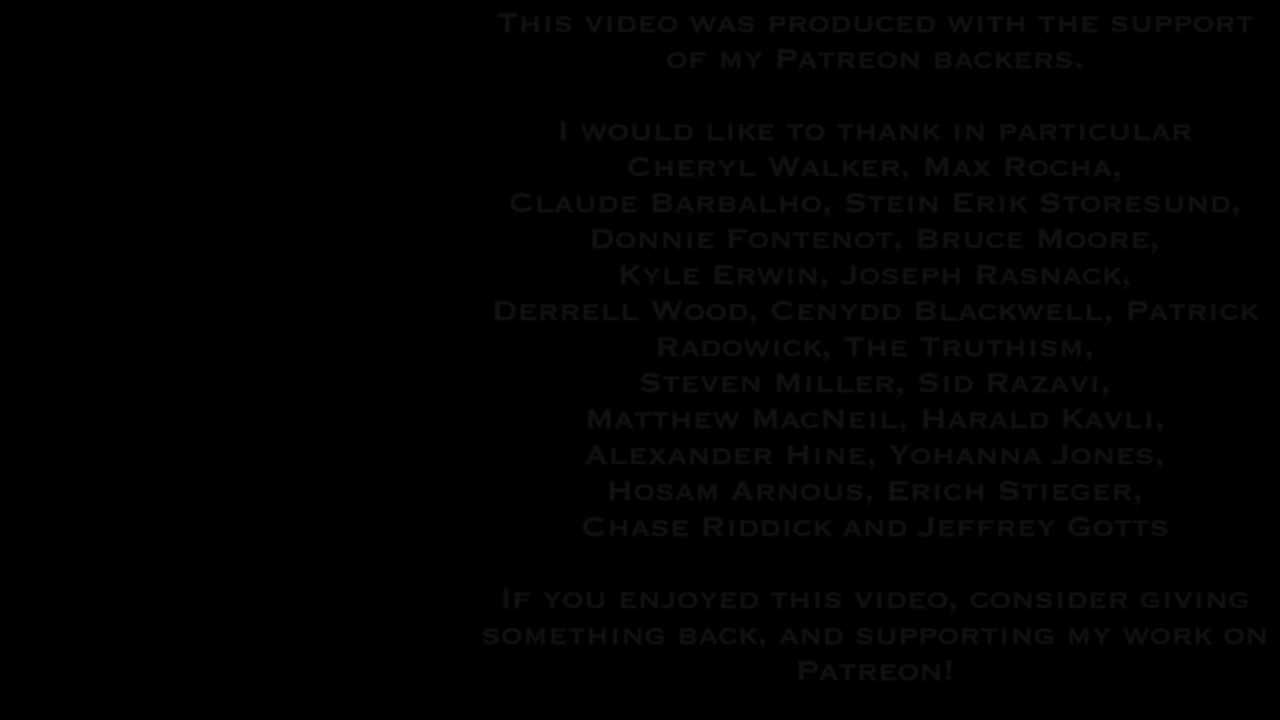 This video was produced with the support
of my Patreon backers.
I would like to thank in particular
Cheryl Walker, Max Rocha,
Claude Barbalho, Stein Erik Storesund,
Donnie Fontenot, Bruce Moore,
Kyle Erwin, Joseph Rasnack,
Derrell Wood, Cenydd Blackwell, Patrick
Radowick, The Truthism,
Steven Miller, Sid Razavi,
Matthew MacNeil, Harald Kavli,
Alexander Hine, Yohanna Jones,
Hosam Arnous, Erich Stieger,
Chase Riddick and Jeffrey Gotts
If you enjoyed this video, consider giving
something back, and supporting my work on
Patreon!